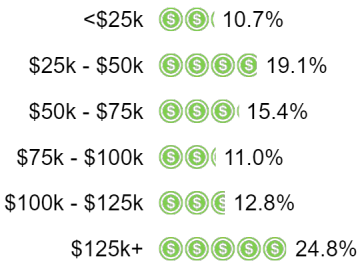 <$25k 10.7%
$25k - $50k 19.1%
$50k - $75k 15.4%
$75k - $100k 11.0%
$100k - $125k 12.8%
$125k+ 24.8%